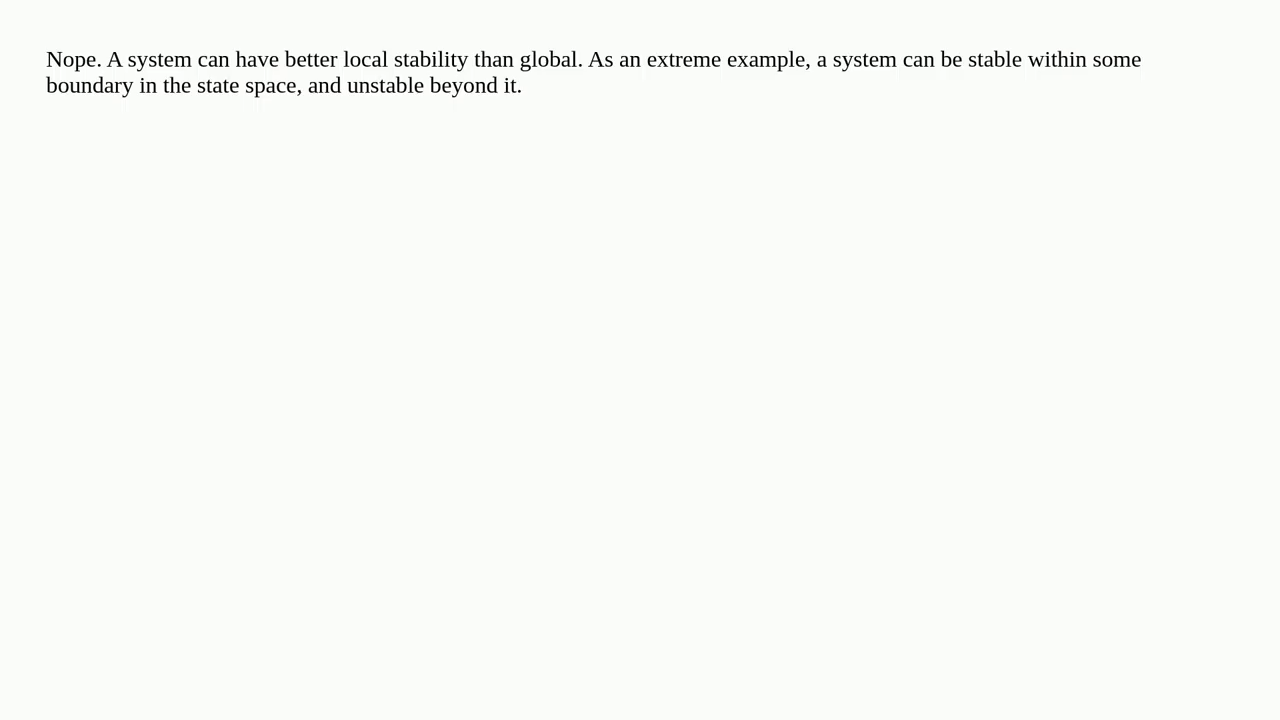 Nope. A system can have better local stability than global. As an extreme example, a system can be stable within some
boundary in the state space, and unstable beyond it.